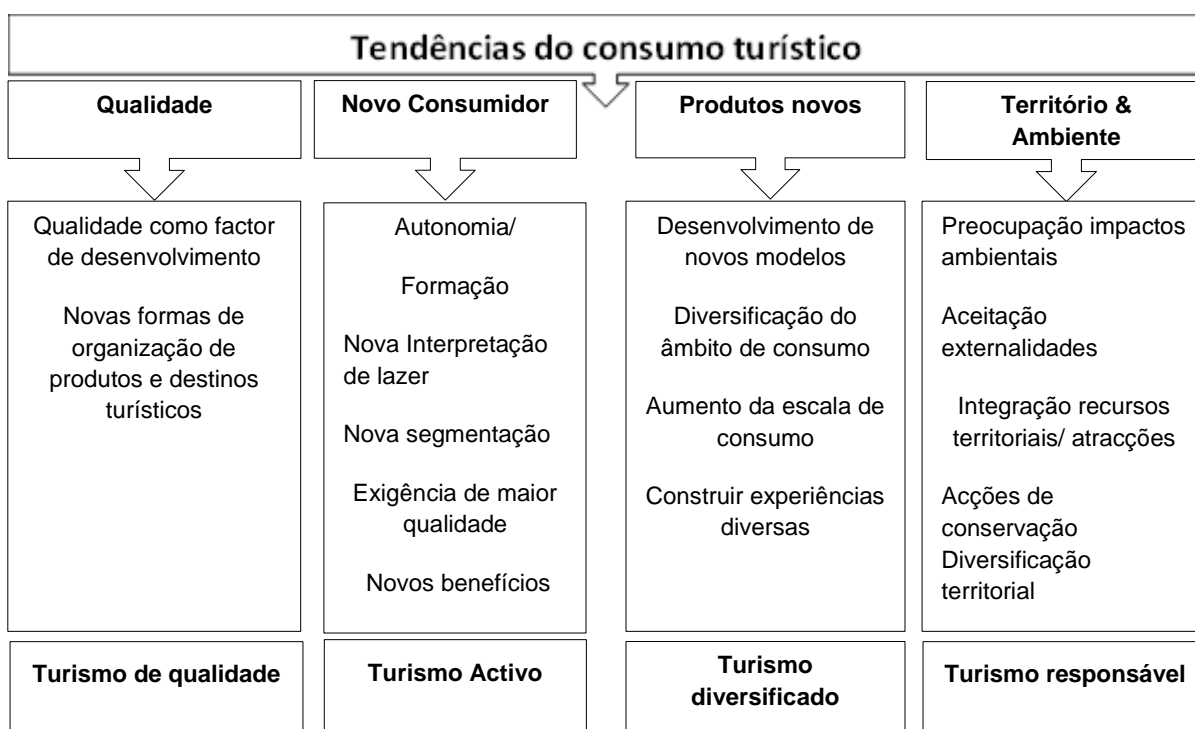 Tendências do consumo turístico
Qualidade
Novo Consumidor
Produtos novos
Território &
Ambiente
Qualidade como factor
de desenvolvimento
Novas formas de
organização de
produtos e destinos
turísticos
Autonomia/
Formação
Nova Interpretação
de lazer
Nova segmentação
Exigência de maior
qualidade
Novos benefícios
Desenvolvimento de
novos modelos
Diversificação do
âmbito de consumo
Aumento da escala de
consumo
Construir experiências
diversas
Preocupação impactos
ambientais
Aceitação
externalidades
Integração recursos
territoriais/ atracções
Acções de
conservação
Diversificação
territorial
Turismo de qualidade
Turismo Activo
Turismo
diversificado
Turismo responsável